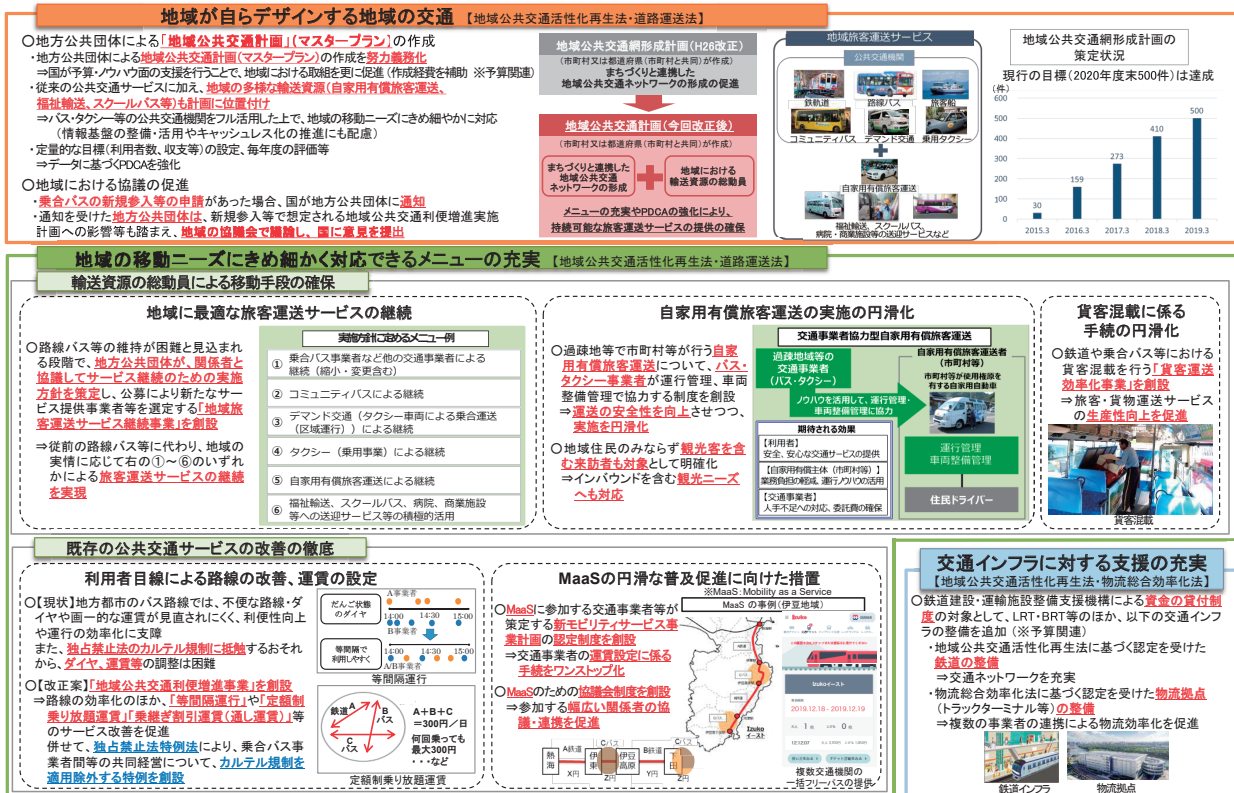 地域が自らデザインする地域の交通 【地域公共交通活性化再生法・道路運送法】
○地方公共団体による「地域公共交通計画」(マスタープラン)の作成
・地方公共団体による地域公共交通計画(マスタープラン)の作成を努力義務化
⇒国が予算・ノウハウ面の支援を行うことで、地域における取組を更に促進(作成経費を補助 ※予算関連)
・従来の公共交通サービスに加え、地域の多様な輸送資源(自家用有償旅客運送、
福祉輸送、スクールバス等)も計画に位置付け
⇒バス・タクシー等の公共交通機関をフル活用した上で、地域の移動ニーズにきめ細やかに対応
(情報基盤の整備・活用やキャッシュレス化の推進にも配慮)
・定量的な目標(利用者数、収支等)の設定、毎年度の評価等
⇒データに基づくPDCAを強化
○地域における協議の促進
・乗合バスの新規参入等の申請があった場合、国が地方公共団体に通知
・通知を受けた地方公共団体は、新規参入等で想定される地域公共交通利便増進実施
計画への影響等も踏まえ、地域の協議会で議論し、国に意見を提出
地域公共交通網形成計画(H26改正)
(市町村又は都道府県(市町村と共同)が作成)
まちづくりと連携した
地域公共交通ネットワークの形成の促進
地域公共交通計画(今回改正後)
(市町村又は都道府県(市町村と共同)が作成)
まちづくりと連携した
地域公共交通
ネットワークの形成
地域における
輸送資源の総動員
メニューの充実やPDCAの強化により、
持続可能な旅客運送サービスの提供の確保
地域旅客運送サービス
公共交通機関
鉄軌道 路線バス 旅客船
コミュニティバス デマンド交通 乗用タクシー
自家用有償旅客運送
福祉輸送、スクールバス、
病院・商業施設等の送迎サービスなど
地域公共交通網形成計画の
策定状況
現行の目標(2020年度末500件)は達成
(件)
600
500
400
300
200
100
0
30
159
273
410
500
2015.3 2016.3 2017.3 2018.3 2019.3
地域の移動ニーズにきめ細かく対応できるメニューの充実 【地域公共交通活性化再生法・道路運送法】
輸送資源の総動員による移動手段の確保
地域に最適な旅客運送サービスの継続
○路線バス等の維持が困難と見込まれ
る段階で、地方公共団体が、関係者と
協議してサービス継続のための実施
方針を策定し、公募により新たなサー
ビス提供事業者等を選定する「地域旅
客運送サービス継続事業」を創設
⇒従前の路線バス等に代わり、地域の
実情に応じて右の①~⑥のいずれ
かによる旅客運送サービスの継続
を実現
実施方針に定めるメニュー例
① 乗合バス事業者など他の交通事業者による
継続(縮小・変更含む)
② コミュニティバスによる継続
③ デマンド交通(タクシー車両による乗合運送
(区域運行))による継続
④ タクシー(乗用事業)による継続
⑤ 自家用有償旅客運送による継続
⑥ 福祉輸送、スクールバス、病院、商業施設
等への送迎サービス等の積極的活用
自家用有償旅客運送の実施の円滑化
○過疎地等で市町村等が行う自家
用有償旅客運送について、バス・
タクシー事業者が運行管理、車両
整備管理で協力する制度を創設
⇒運送の安全性を向上させつつ、
実施を円滑化
○地域住民のみならず観光客を含
む来訪者も対象として明確化
⇒インバウンドを含む観光ニーズ
へも対応
交通事業者協力型自家用有償旅客運送
過疎地域等の
交通事業者
(バス・タクシー)
自家用有償旅客運送者
(市町村等)
市町村等が使用権原を
有する自家用自動車
ノウハウを活用して、運行管理・
車両整備管理に協力
期待される効果
【利用者】
安全、安心な交通サービスの提供
【自家用有償主体(市町村等)】
業務負担の軽減、運行ノウハウの活用
【交通事業者】
人手不足への対応、委託費の確保
運行管理
車両整備管理
住民ドライバー
貨客混載に係る
手続の円滑化
○鉄道や乗合バス等における
貨客混載を行う「貨客運送
効率化事業」を創設
⇒旅客・貨物運送サービス
の生産性向上を促進
貨客混載
既存の公共交通サービスの改善の徹底
利用者目線による路線の改善、運賃の設定
○【現状】地方都市のバス路線では、不便な路線・ダ
イヤや画一的な運賃が見直されにくく、利便性向上
や運行の効率化に支障
また、独占禁止法のカルテル規制に抵触するおそれ
から、ダイヤ、運賃等の調整は困難
○【改正案】「地域公共交通利便増進事業」を創設
⇒路線の効率化のほか、「等間隔運行」や「定額制
乗り放題運賃」「乗継ぎ割引運賃(通し運賃)」等
のサービス改善を促進
併せて、独占禁止法特例法により、乗合バス事
業者間等の共同経営について、カルテル規制を
適用除外する特例を創設
だんご状態
のダイヤ
A事業者
14:00 14:30 15:00
B事業者
等間隔で
利用しやすく
14:00 14:30 15:00
A/B事業者
等間隔運行
鉄道A
B
バス
C
バス
A+B+C
=300円/日
何回乗っても
最大300円
・・・など
定額制乗り放題運賃
MaaSの円滑な普及促進に向けた措置
※MaaS:Mobility as a Service
○MaaSに参加する交通事業者等が
策定する新モビリティサービス事
業計画の認定制度を創設
⇒交通事業者の運賃設定に係る
手続をワンストップ化
○MaaSのための協議会制度を創設
⇒参加する幅広い関係者の協
議・連携を促進
MaaS の事例(伊豆地域)
Izuko
イースト
Izuko
Izukoイースト
2019.12.18 -
2019.12.19
熱海
A鉄道
X円
伊東
Cバス
Z円
伊豆高原
B鉄道
Y円
下田
Cバス
Z円
複数交通機関の
一括フリーパスの提供
交通インフラに対する支援の充実
【地域公共交通活性化再生法・物流総合効率化法】
○鉄道建設・運輸施設整備支援機構による資金の貸付制
度の対象として、LRT・BRT等のほか、以下の交通インフ
ラの整備を追加(※予算関連)
・地域公共交通活性化再生法に基づく認定を受けた
鉄道の整備
⇒交通ネットワークを充実
・物流総合効率化法に基づく認定を受けた物流拠点
(トラックターミナル等)の整備
⇒複数の事業者の連携による物流効率化を促進
鉄道インフラ 物流拠点